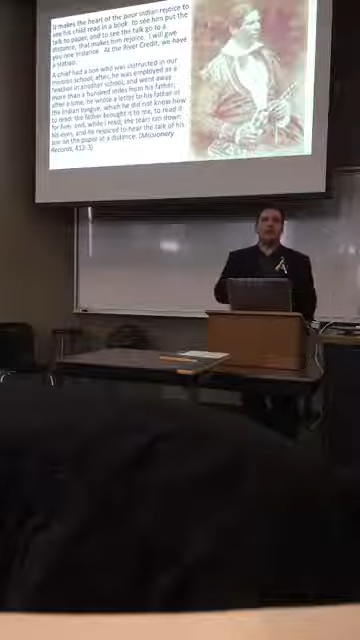 It makes the heart of the poor Indian rejoice to
see his child read in a book: to see him put the
talk to paper, and to see the talk go to a
distance, that makes him rejoice. I will give
you one instance. At the River Credit, we have
a station.
A chief had a son who was instructed in our
mission school; after, he was employed as a
teacher in another school, and went away
more than a hundred miles from his father;
after a time, he wrote a letter to his father in
the Indian tongue, which he did not know how
to read: the father brought it to me, to read it
for him: and, while I read, the tears ran down
his eyes, and he rejoiced to hear the talk of his
son on the paper at a distance. (Missionary
Records, 412-3)